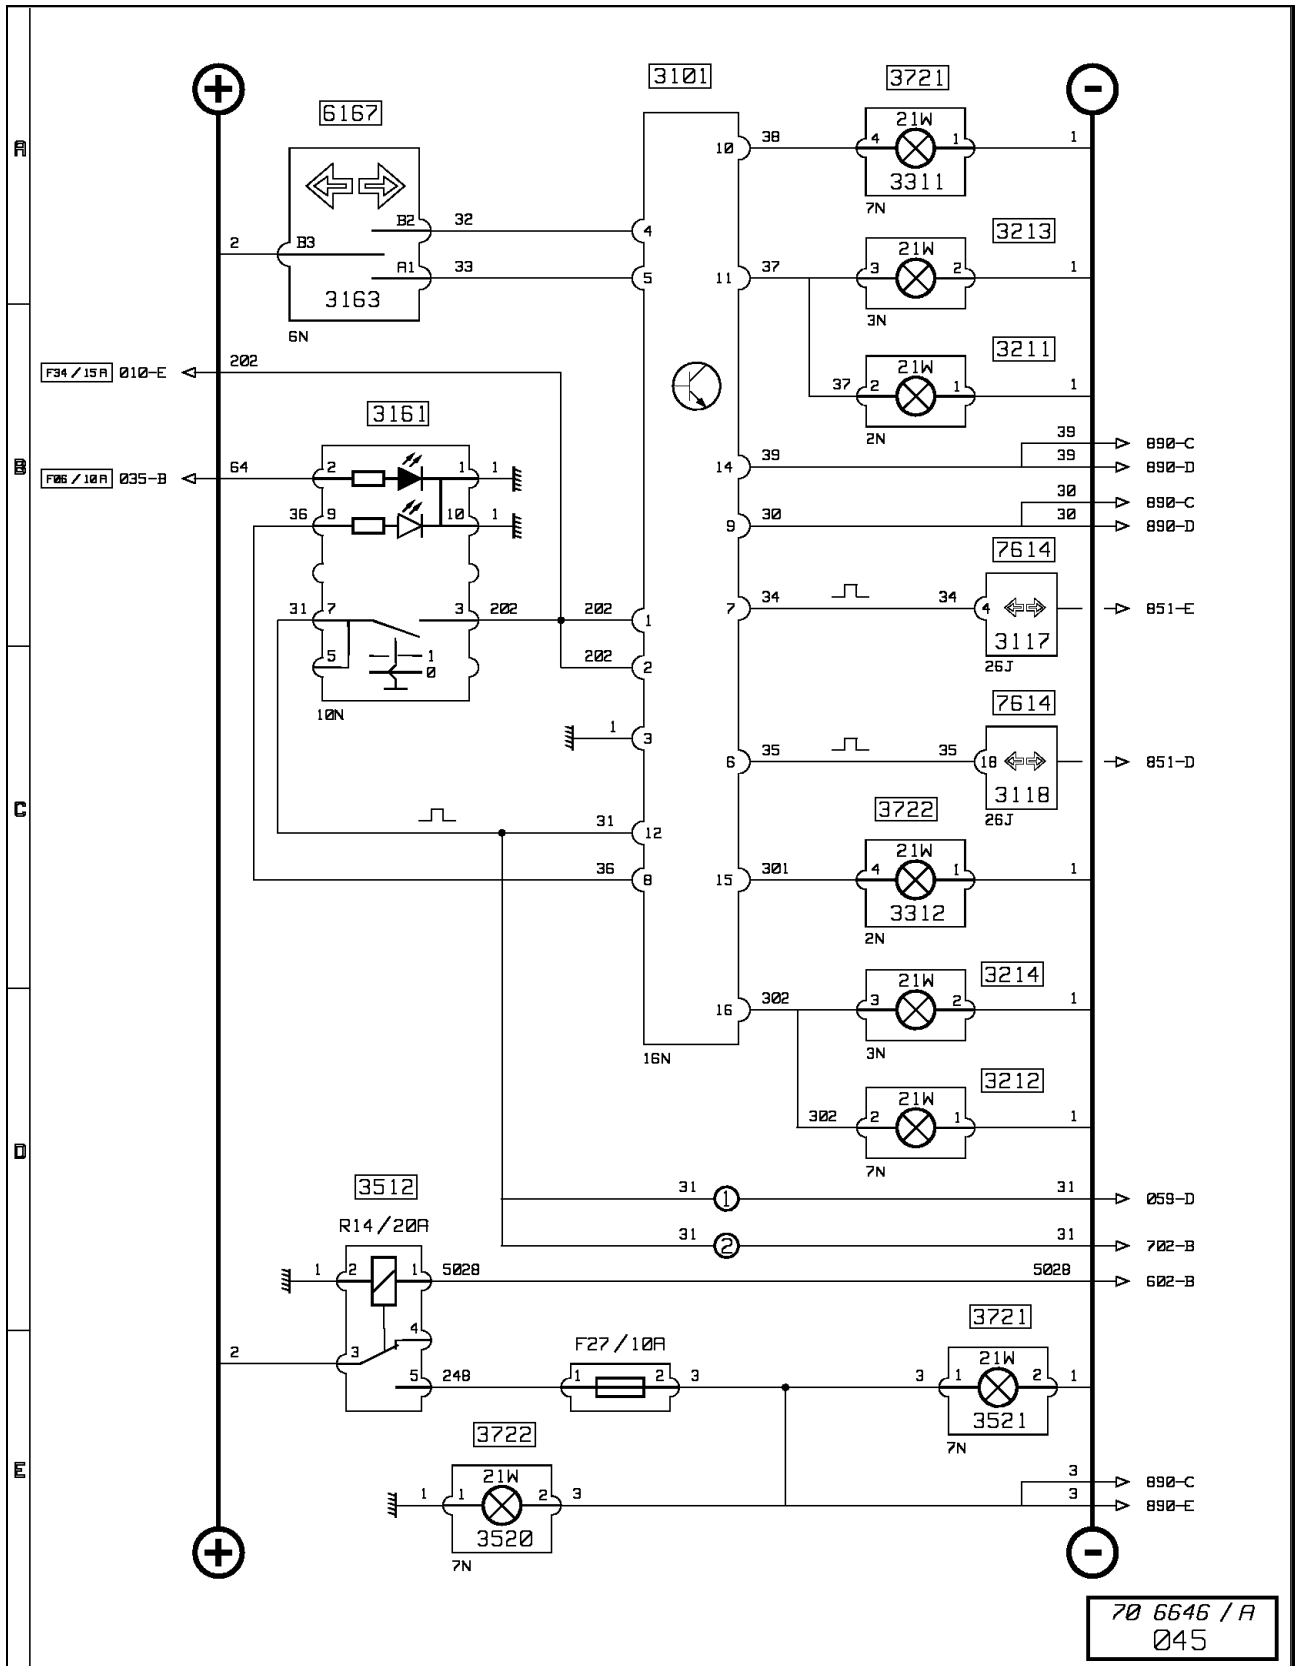 3101 3721
6167
21W
38
10 4 1 1
A
3311
7N
B2 32 3213
4
2 B3 21W
A1 33 5 11 37 3 2 1
3163
3N
6N
3211
202 21W
F34 / 15A 010-E 37 2 1 1
3161
2N
39 890-C
B 64 2 1 1 14 39 39 890-D
F06 / 10A 035-B
30 890-C
36 9 10 1 9 30 30 890-D
7614
31 7 3 202 202 1 7 34 34 4 851-E
3117
5 1 202 2
0 26J
10N 7614
1 3
6 35 35 18 851-D
3118
C 3722 26J
31 12
21W
36 8 15 301 4 1 1
3312
2N
3214
21W
16 302 3 2 1
16N 3N
3212
21W
302 2 1 1
D
7N
3512 31 1 31 059-D
R14/20A
31 2 31 702-B
1 2 1 5028 5028 602-B
3721
4
2 3 F27/10A 21W
5 248 1 2 3 3 1 2 1
3521
3722 7N
E 21W 3 890-C
1 1 2 3 3 890-E
3520
7N
70 6646 / A
045